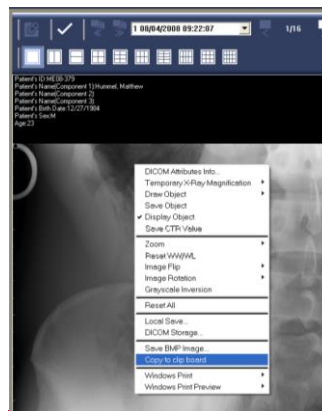 1 08/04/2008 09:22:07
1/16
Patient's ID:ME08-379
Patient's Name(Component 1):Hummel, Matthew
Patient's Name(Component 2)
Patient's Name(Component 3)
Patient's Birth Date:12/27/1984
Patient's Sex:M
Age:23
DICOM Attributes Info...
Temporary X-Ray Magnification
Draw Object
Save Object
Display Object
Save CTR Value
Zoom
Reset WW/WL
Image Flip
Image Rotation
Grayscale Inversion
Reset All
Local Save...
DICOM Storage...
Save BMP Image...
Copy to clip board
Windows Print
Windows Print Preview